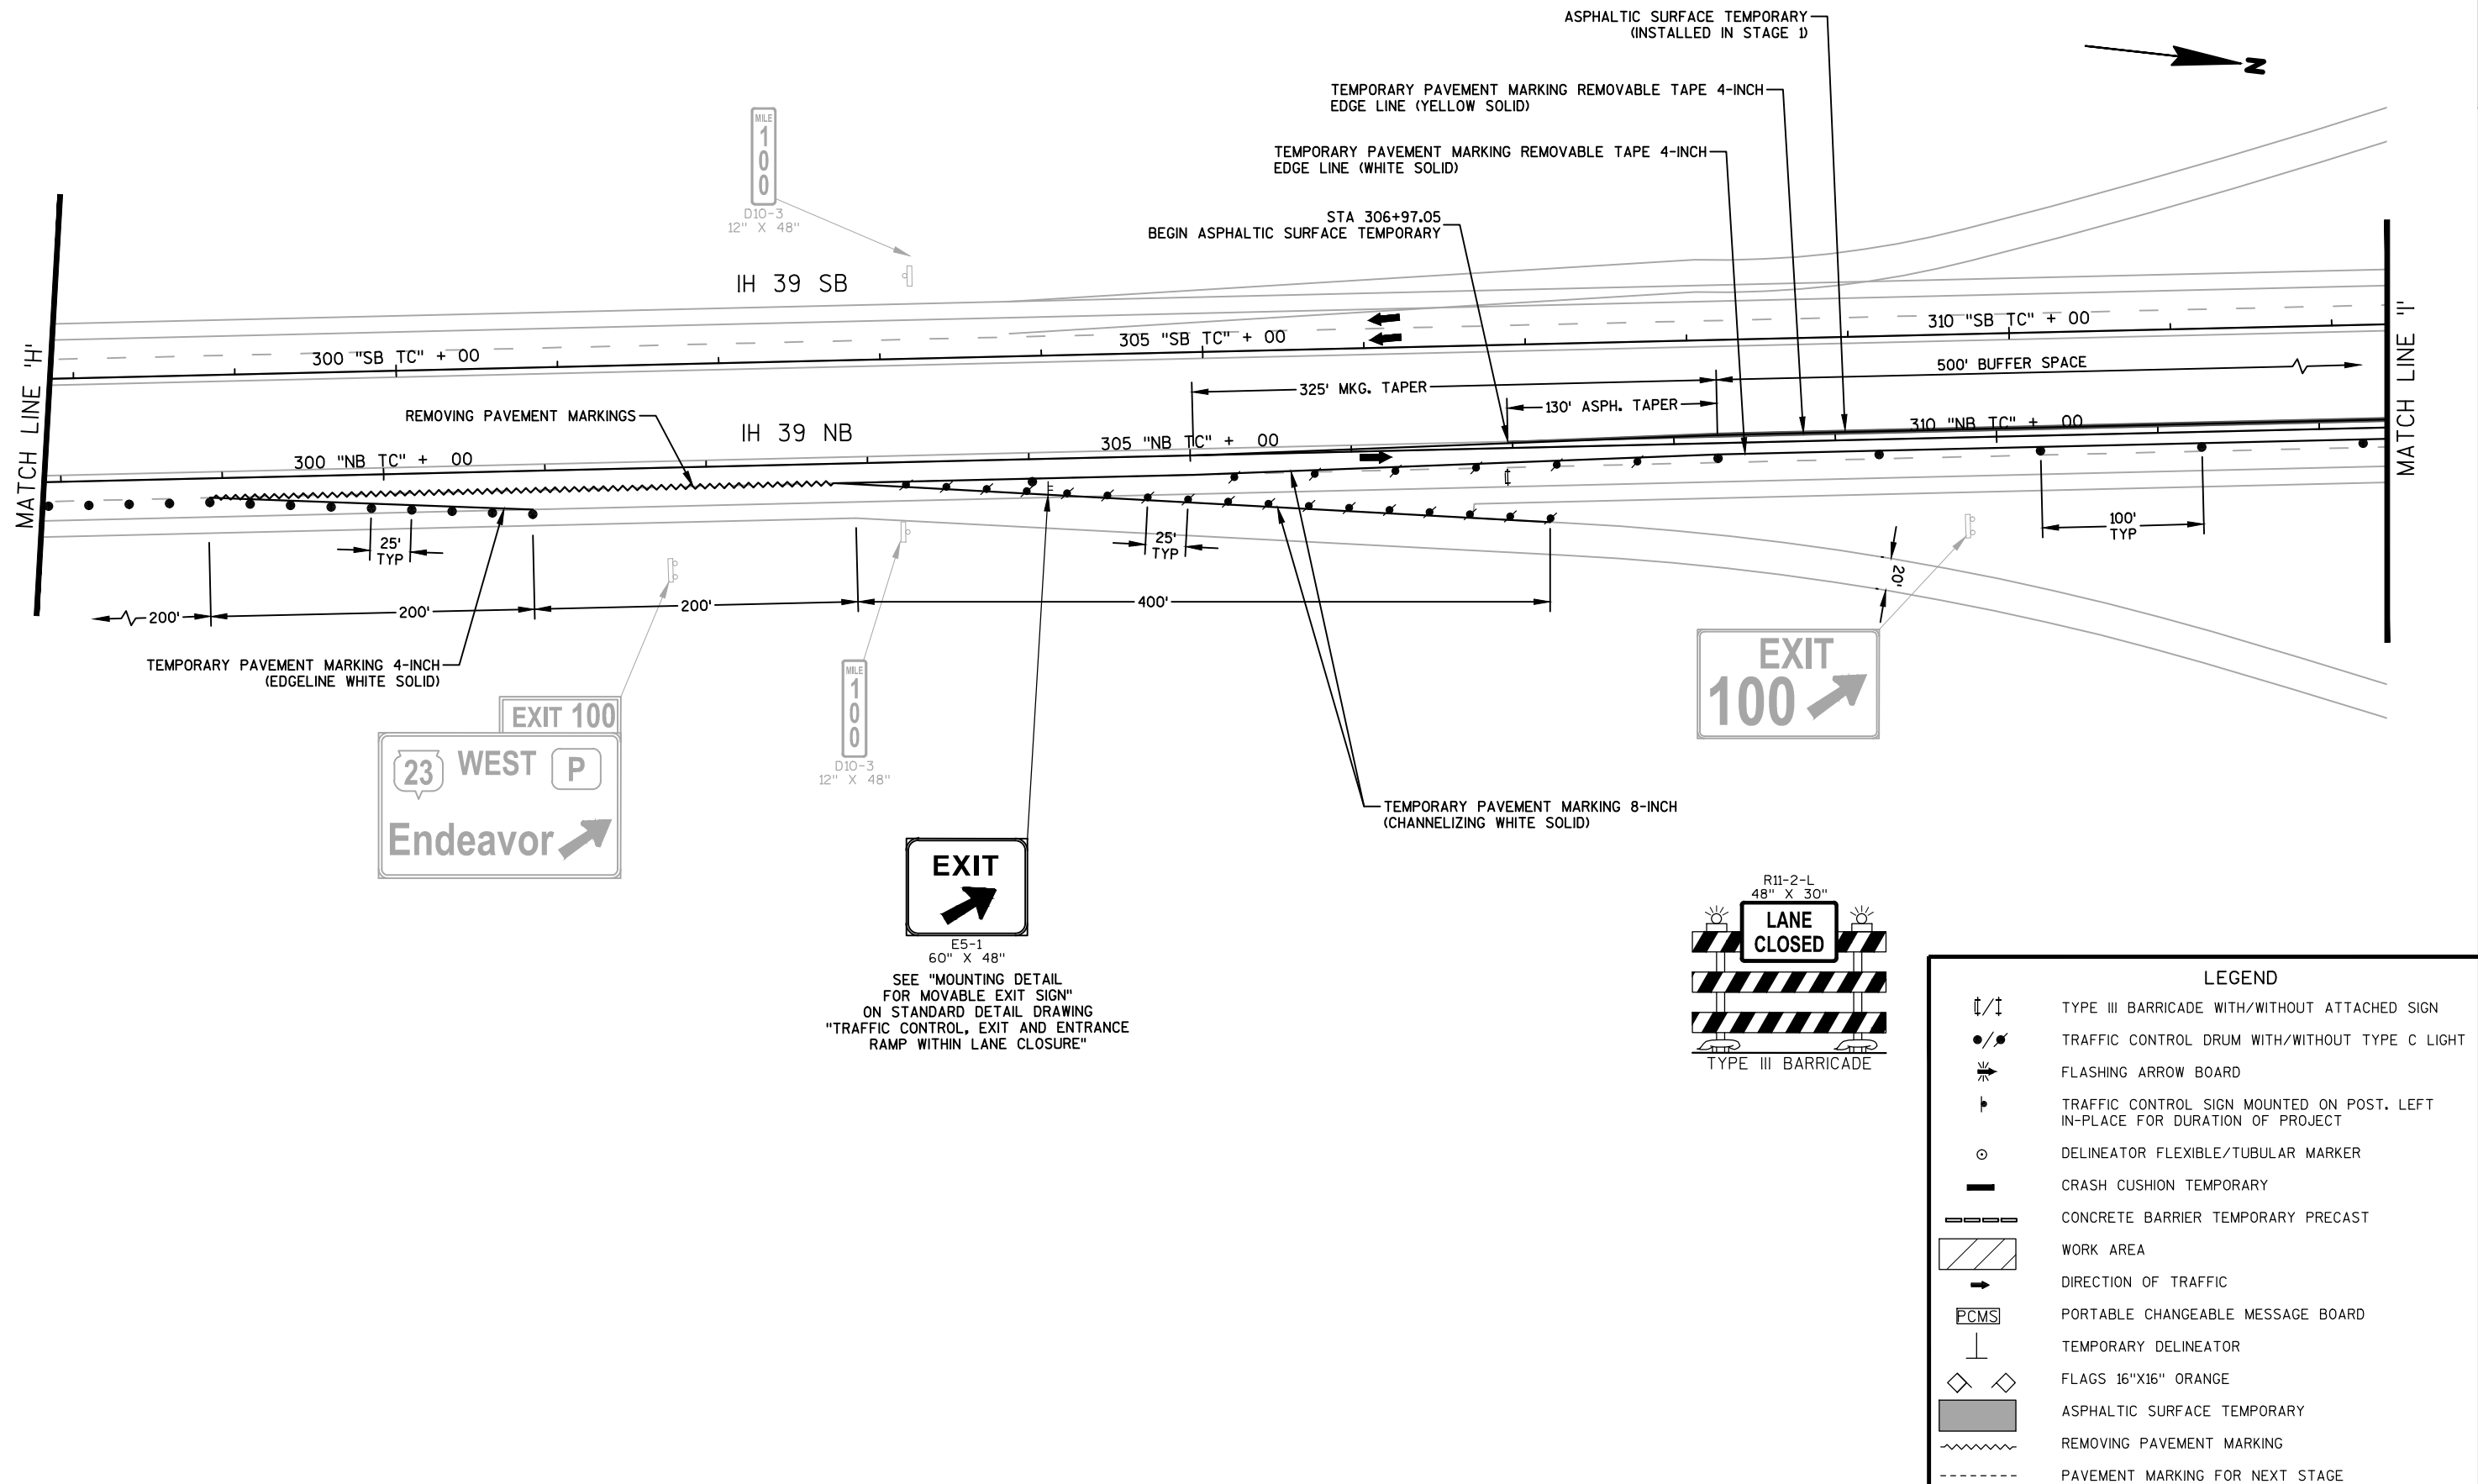 ASPHALTIC SURFACE TEMPORARY
(INSTALLED IN STAGE 1)
N
TEMPORARY PAVEMENT MARKING REMOVABLE TAPE 4-INCH
EDGE LINE (YELLOW SOLID)
TEMPORARY PAVEMENT MARKING REMOVABLE TAPE 4-INCH
EDGE LINE (WHITE SOLID)
STA 306+97.05
BEGIN ASPHALTIC SURFACE TEMPORARY
MILE
1
0
0
D10-3
12" X 48"
IH 39 SB
MATCH LINE 'H'
MATCH LINE 'I'
300 "SB TC" + 00
305 "SB TC" + 00
310 "SB TC" + 00
500' BUFFER SPACE
325' MKG. TAPER
130' ASPH. TAPER
REMOVING PAVEMENT MARKINGS
IH 39 NB
300 "NB TC" + 00
305 "NB TC" + 00
310 "NB TC" + 00
25'
TYP
25'
TYP
100'
TYP
20'
200'
200'
200'
400'
TEMPORARY PAVEMENT MARKING 4-INCH
(EDGELINE WHITE SOLID)
EXIT 100
23 WEST P
Endeavor
MILE
1
0
0
D10-3
12" X 48"
EXIT
100
TEMPORARY PAVEMENT MARKING 8-INCH
(CHANNELIZING WHITE SOLID)
EXIT
E5-1
60" X 48"
SEE "MOUNTING DETAIL
FOR MOVABLE EXIT SIGN"
ON STANDARD DETAIL DRAWING
"TRAFFIC CONTROL, EXIT AND ENTRANCE
RAMP WITHIN LANE CLOSURE"
R11-2-L
48" X 30"
LANE
CLOSED
TYPE III BARRICADE
LEGEND
TYPE III BARRICADE WITH/WITHOUT ATTACHED SIGN
TRAFFIC CONTROL DRUM WITH/WITHOUT TYPE C LIGHT
FLASHING ARROW BOARD
TRAFFIC CONTROL SIGN MOUNTED ON POST. LEFT
IN-PLACE FOR DURATION OF PROJECT
DELINEATOR FLEXIBLE/TUBULAR MARKER
CRASH CUSHION TEMPORARY
CONCRETE BARRIER TEMPORARY PRECAST
WORK AREA
DIRECTION OF TRAFFIC
PCMS PORTABLE CHANGEABLE MESSAGE BOARD
TEMPORARY DELINEATOR
FLAGS 16"X16" ORANGE
ASPHALTIC SURFACE TEMPORARY
REMOVING PAVEMENT MARKING
PAVEMENT MARKING FOR NEXT STAGE